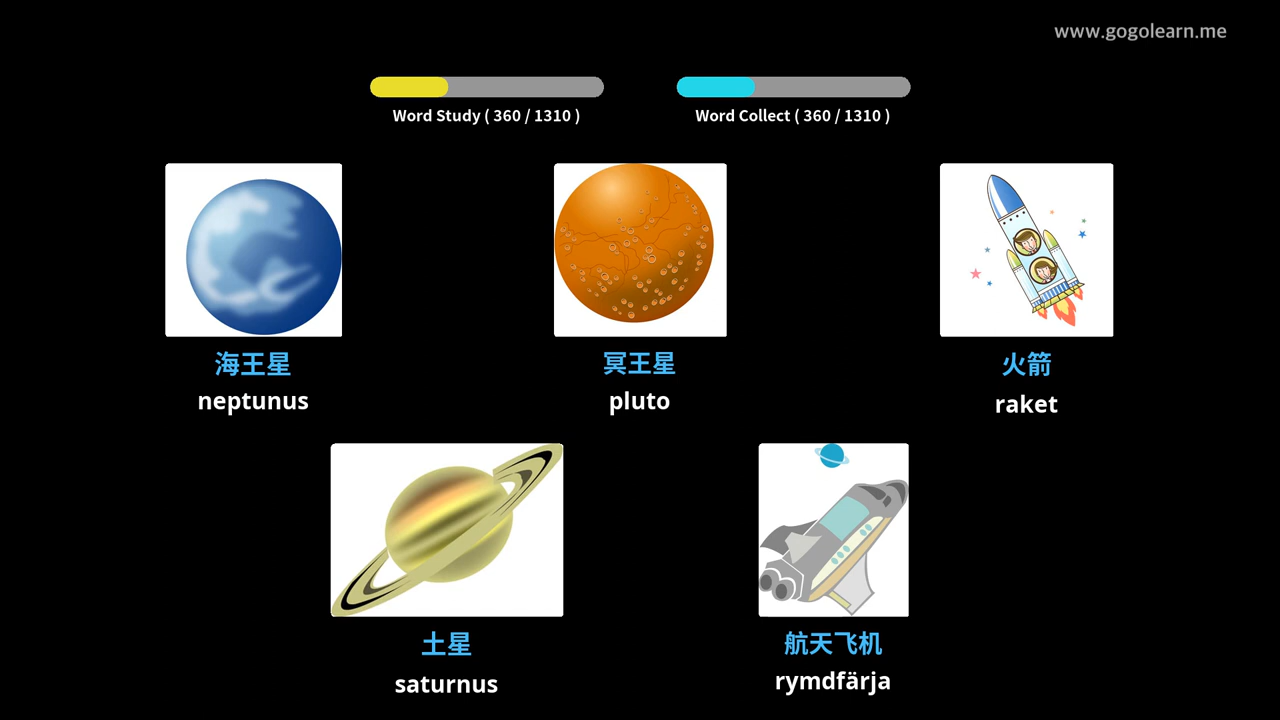 www.gogolearn.me
Word Study ( 360 / 1310 )
Word Collect ( 360 / 1310 )
海王星
neptunus
冥王星
pluto
火箭
raket
土星
saturnus
航天飞机
rymdfärja